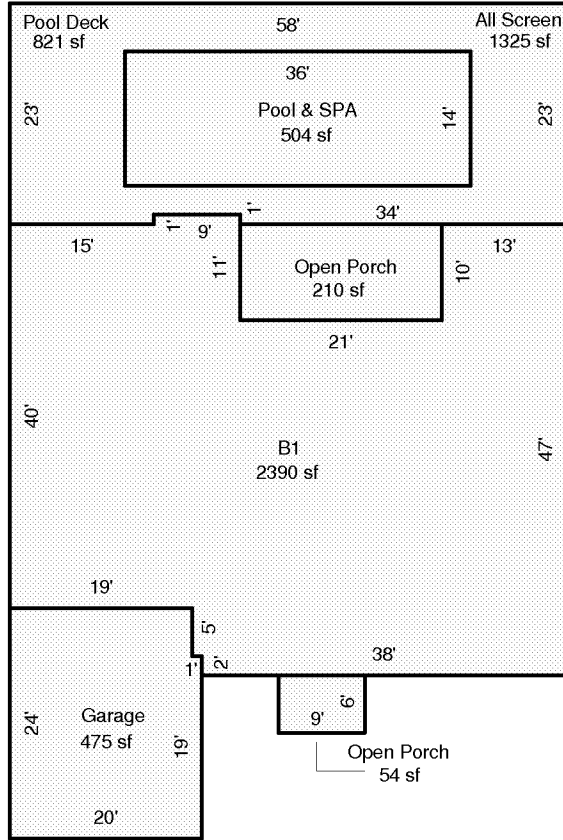 Pool Deck
821 sf
58'
All Screen
1325 sf
36'
23'
Pool & SPA
504 sf
14'
23'
1'
34'
15'
1'
9'
13'
11'
Open Porch
210 sf
10'
21'
40'
B1
2390 sf
47'
19'
5'
38'
1'
2'
24'
Garage
475 sf
19'
9'
6'
Open Porch
54 sf
20'